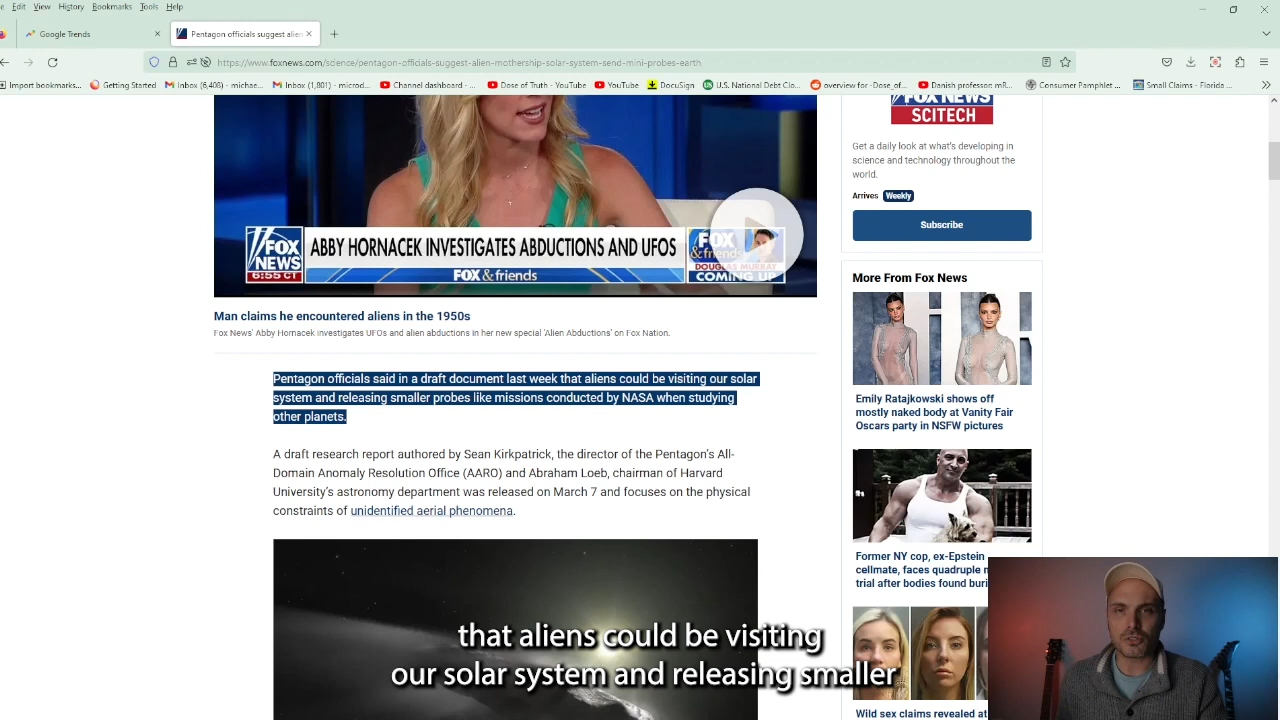 e Edit View History Bookmarks Tools Help
Google Trends
Pentagon officials suggest alien
https://www.foxnews.com/science/pentagon-officials-suggest-alien-mothership-solar-system-send-mini-probes-earth
Import bookmarks...
Getting Started
Inbox (6,408) - michae...
Inbox (1,801) - microd...
Channel dashboard - ...
Dose of Truth - YouTube
YouTube
DocuSign
U.S. National Debt Clo...
overview for -Dose_of...
Danish professor: mR...
Consumer Pamphlet ...
Small Claims - Florida ...
FOX NEWS
6:55 CT
ABBY HORNACEK INVESTIGATES ABDUCTIONS AND UFOS
FOX & friends
FOX
& friends
DOUGLAS MURRAY
COMING UP
Man claims he encountered aliens in the 1950s
Fox News' Abby Hornacek investigates UFOs and alien abductions in her new special 'Alien Abductions' on Fox Nation.
Pentagon officials said in a draft document last week that aliens could be visiting our solar
system and releasing smaller probes like missions conducted by NASA when studying
other planets.
A draft research report authored by Sean Kirkpatrick, the director of the Pentagon's All-
Domain Anomaly Resolution Office (AARO) and Abraham Loeb, chairman of Harvard
University's astronomy department was released on March 7 and focuses on the physical
constraints of unidentified aerial phenomena.
FOX NEWS
SCITECH
Get a daily look at what's developing in
science and technology throughout the
world.
Arrives Weekly
Subscribe
More From Fox News
Emily Ratajkowski shows off
mostly naked body at Vanity Fair
Oscars party in NSFW pictures
Former NY cop, ex-Epstein
cellmate, faces quadruple
trial after bodies found buri
Wild sex claims revealed at
that aliens could be visiting
our solar system and releasing smaller